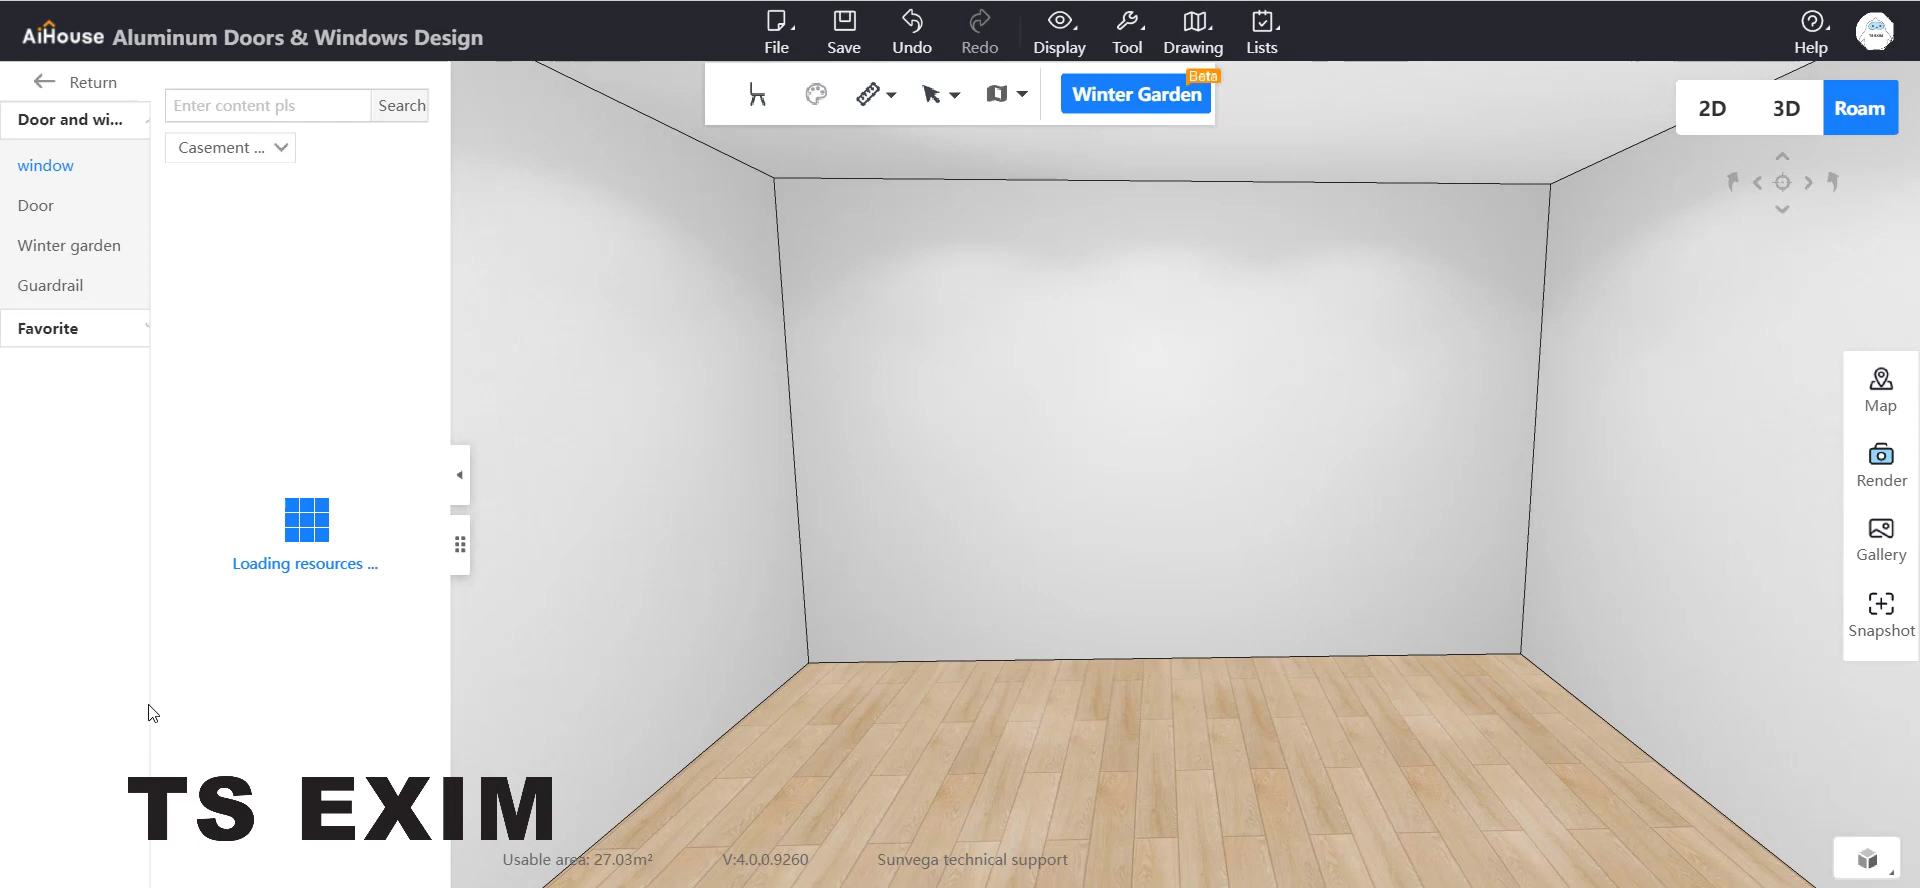 AiHouse Aluminum Doors & Windows Design
File
Save
Undo
Redo
Display
Tool
Drawing
Lists
Help
Return
Door and wi...
window
Door
Winter garden
Guardrail
Favorite
Enter content pls
Search
Casement ...
Loading resources ...
Winter Garden
Beta
2D
3D
Roam
Map
Render
Gallery
Snapshot
TS EXIM
Usable area: 27.03m²
V:4.0.0.9260
Sunvega technical support